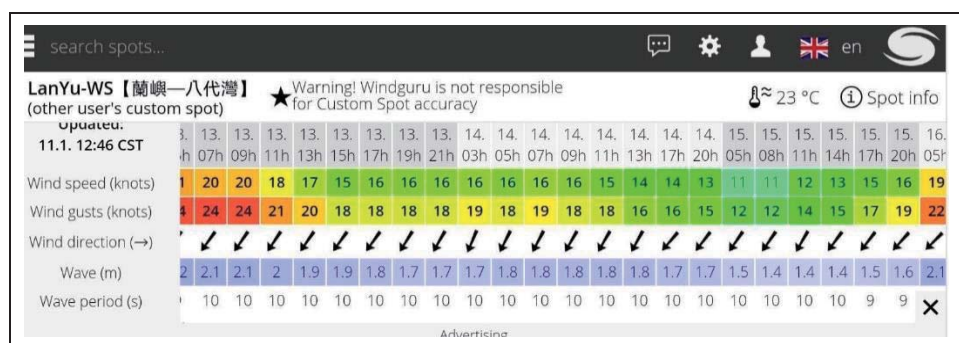 search spots... en
LanYu-WS【蘭嶼—八代灣】 Warning! Windguru is not responsible
(other user's custom spot) for Custom Spot accuracy 23 °C Spot info
Updated: 13. 13. 13. 13. 13. 13. 13. 13. 14. 14. 14. 14. 14. 14. 14. 14. 15. 15. 15. 15. 15. 15. 16.
11.1. 12:46 CST 07h 09h 11h 13h 15h 17h 19h 21h 03h 05h 07h 09h 11h 13h 17h 20h 05h 08h 11h 14h 17h 20h 05h
Wind speed (knots) 20 20 18 17 15 16 16 16 16 16 16 16 15 14 14 13 11 11 12 13 15 16 19
Wind gusts (knots) 24 24 21 20 18 18 18 18 19 18 19 18 18 16 16 15 12 12 14 15 17 19 22
Wind direction (→)
Wave (m) 2 2.1 2.1 2 1.9 1.9 1.8 1.7 1.7 1.7 1.8 1.8 1.8 1.8 1.8 1.7 1.7 1.5 1.4 1.4 1.4 1.5 1.6 2.1
Wave period (s) 10 10 10 10 10 10 10 10 10 10 10 10 10 10 10 10 10 10 10 10 9 9
Advertising